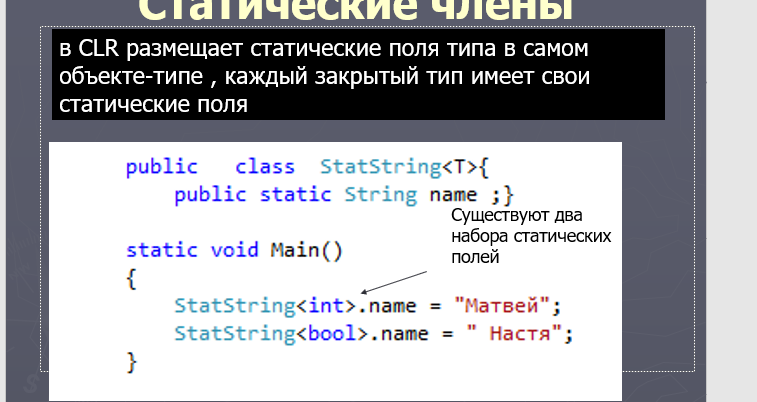 Статические члены
в CLR размещает статические поля типа в самом
объекте-типе , каждый закрытый тип имеет свои
статические поля
public class StatString<T>{
public static String name ;}
Существуют два
набора статических
полей
static void Main()
{
StatString<int>.name = "Матвей";
StatString<bool>.name = " Настя";
}